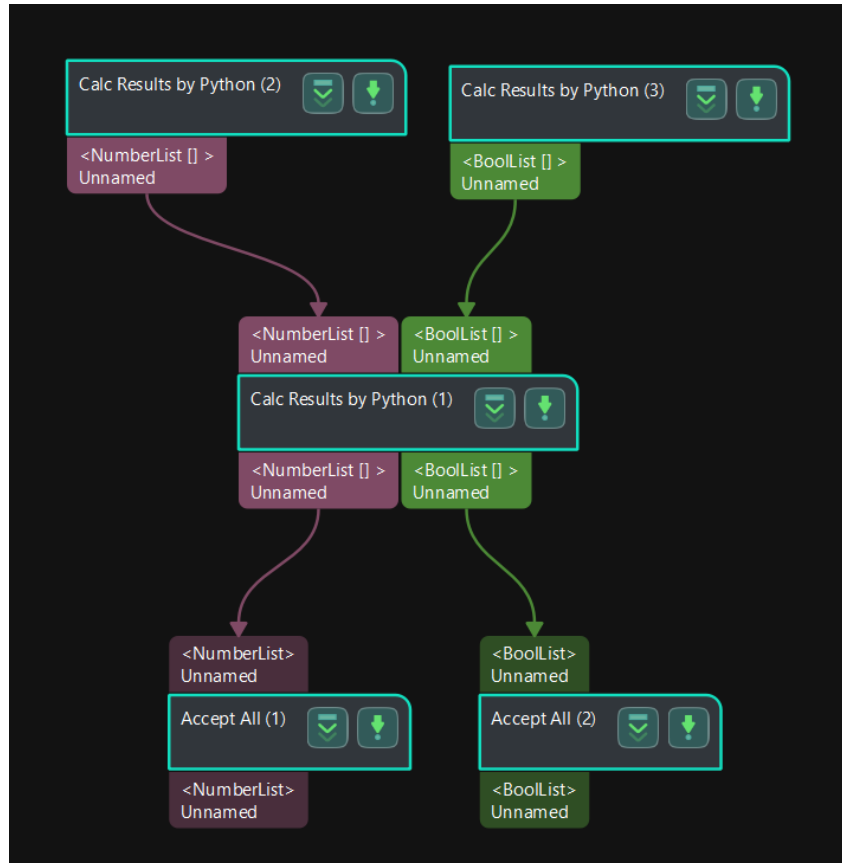 Calc Results by Python (2)
<NumberList [] >
Unnamed
Calc Results by Python (3)
<BoolList [] >
Unnamed
<NumberList [] >
Unnamed
<BoolList [] >
Unnamed
Calc Results by Python (1)
<NumberList [] >
Unnamed
<BoolList [] >
Unnamed
<NumberList>
Unnamed
Accept All (1)
<NumberList>
Unnamed
<BoolList>
Unnamed
Accept All (2)
<BoolList>
Unnamed